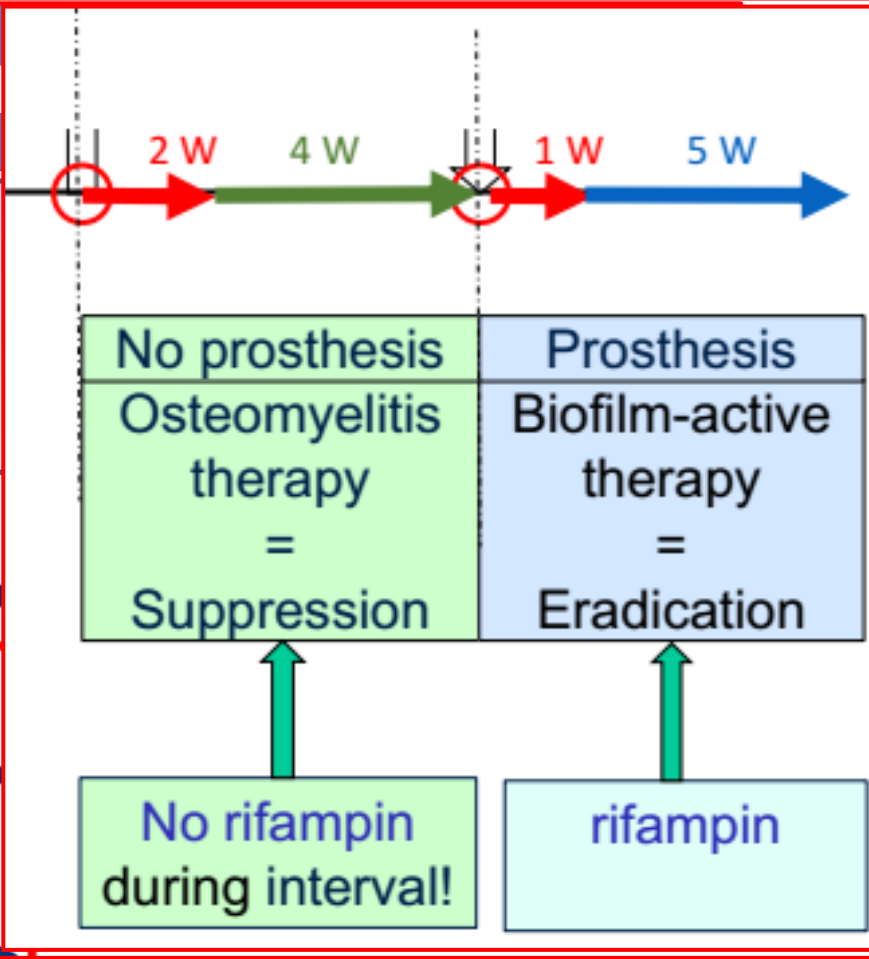 2 W 4 W 1 W 5 W
No prosthesis
Osteomyelitis
therapy
=
Suppression
Prosthesis
Biofilm-active
therapy
=
Eradication
No rifampin
during interval!
rifampin